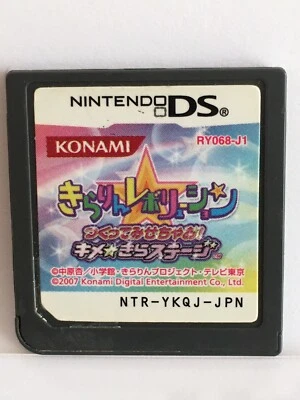 NINTENDO DS®
RY068-J1
KONAMI
きらりんレボリューション
つくってみせちゃお!
キメ★きらステージ
©中原杏/小学館・きらりんプロジェクト・テレビ東京
©2007 Konami Digital Entertainment Co., Ltd.
NTR-YKQJ-JPN